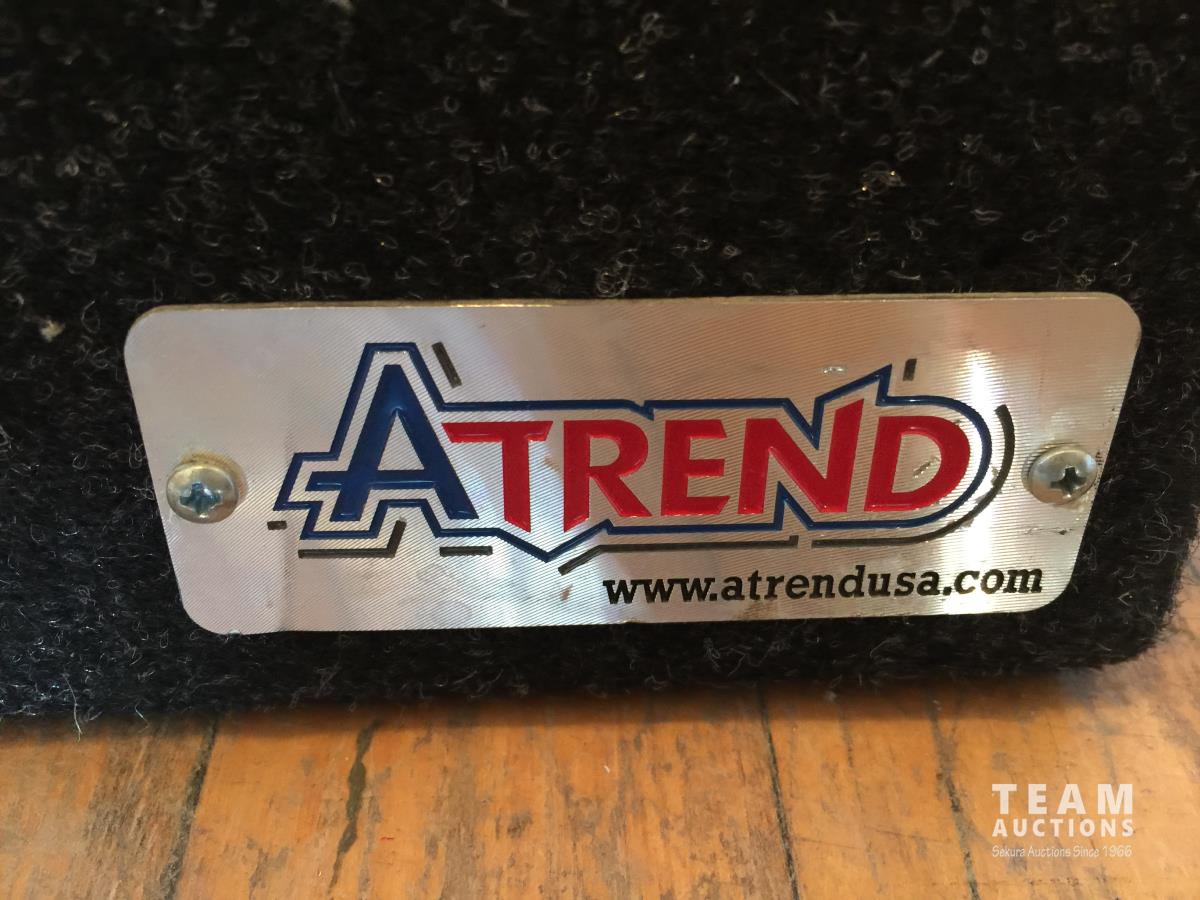 ATREND
www.atrendusa.com
TEAM
AUCTIONS
Sekura Auctions Since 1966